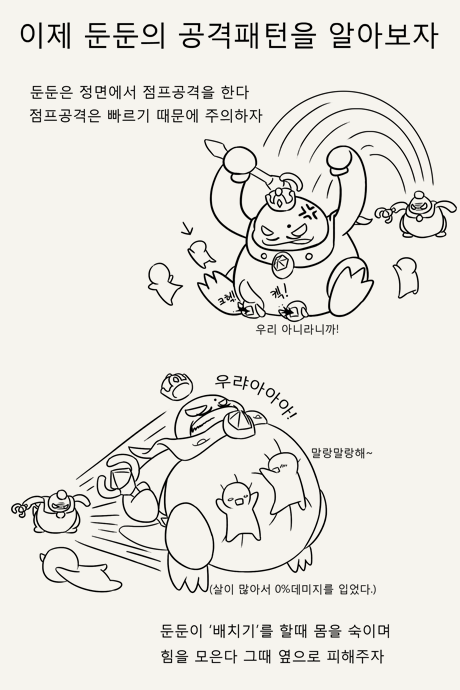 이제 둔둔의 공격패턴을 알아보자
둔둔은 정면에서 점프공격을 한다
점프공격은 빠르기 때문에 주의하자
크헥!
켁!
우리 아니라니까!
우랴아아아!
말랑말랑해~
(살이 많아서 0%데미지를 입었다.)
둔둔이 '배치기'를 할때 몸을 숙이며
힘을 모은다 그때 옆으로 피해주자